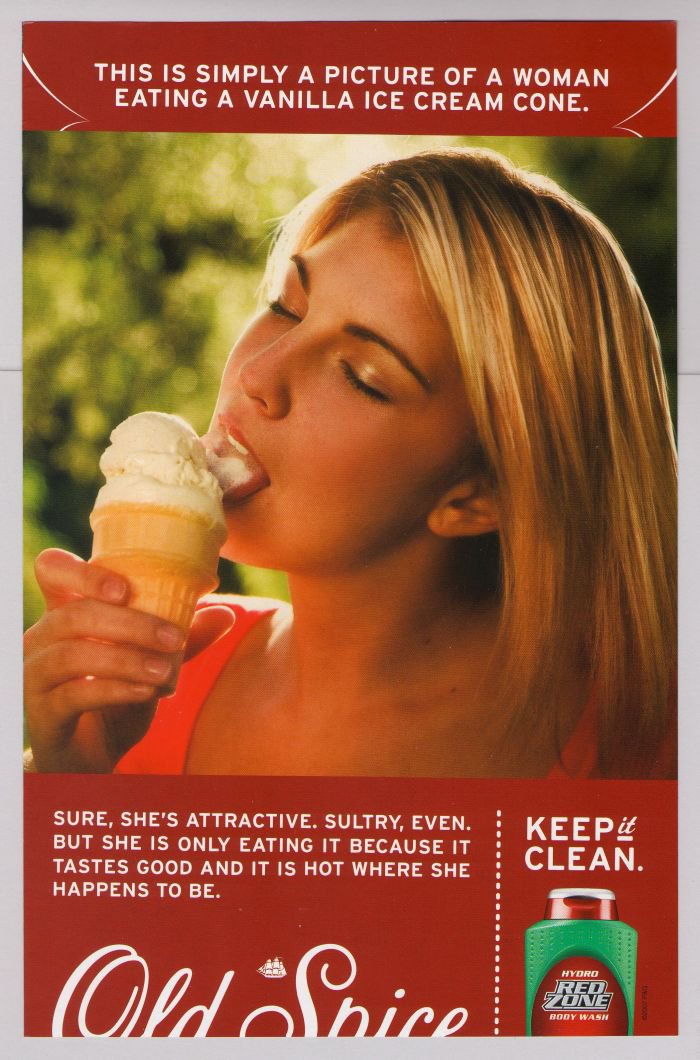 THIS IS SIMPLY A PICTURE OF A WOMAN
EATING A VANILLA ICE CREAM CONE.
SURE, SHE'S ATTRACTIVE. SULTRY, EVEN.
BUT SHE IS ONLY EATING IT BECAUSE IT
TASTES GOOD AND IT IS HOT WHERE SHE
HAPPENS TO BE.
KEEP it
CLEAN.
Old Spice
HYDRO
RED
ZONE
BODY WASH